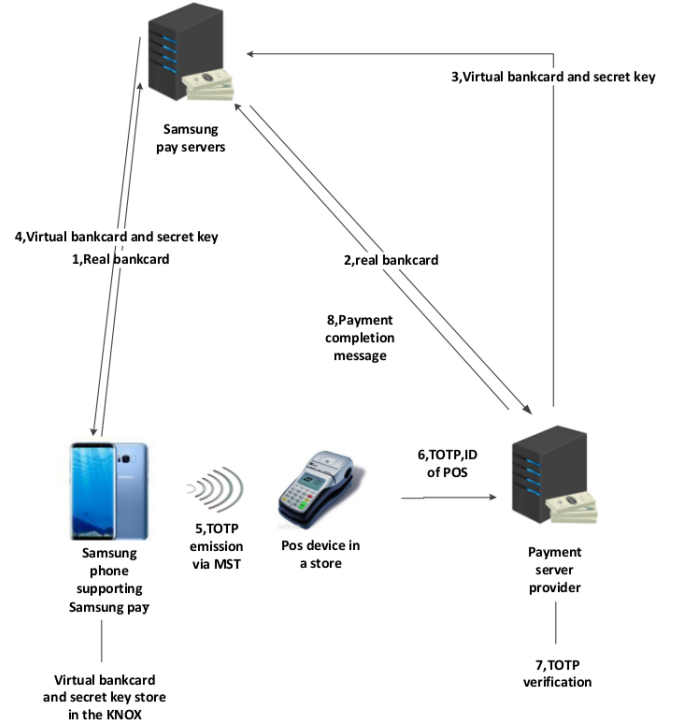 3,Virtual bankcard and secret key
Samsung
pay servers
4,Virtual bankcard and secret key
1,Real bankcard
2,real bankcard
8,Payment
completion
message
6,TOTP,ID
of POS
5,TOTP
emission
via MST
Pos device in
a store
Samsung
phone
supporting
Samsung pay
Payment
server
provider
Virtual bankcard
and secret key store
in the KNOX
7,TOTP
verification